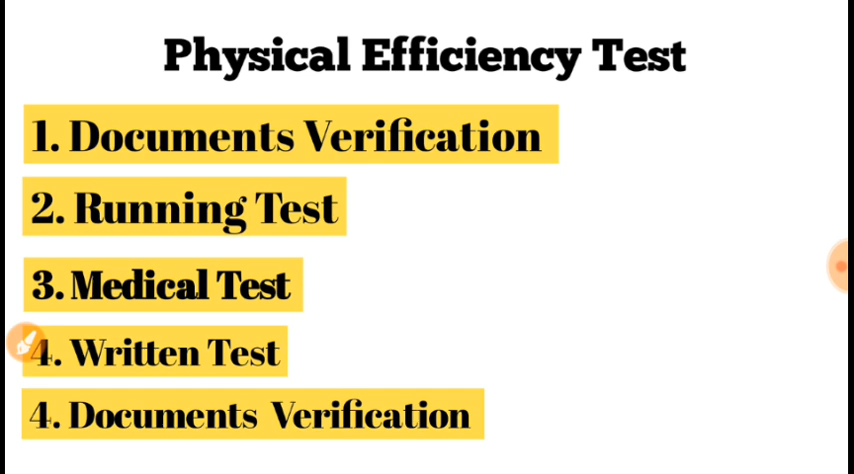 Physical Efficiency Test
1. Documents Verification
2. Running Test
3. Medical Test
4. Written Test
4. Documents Verification